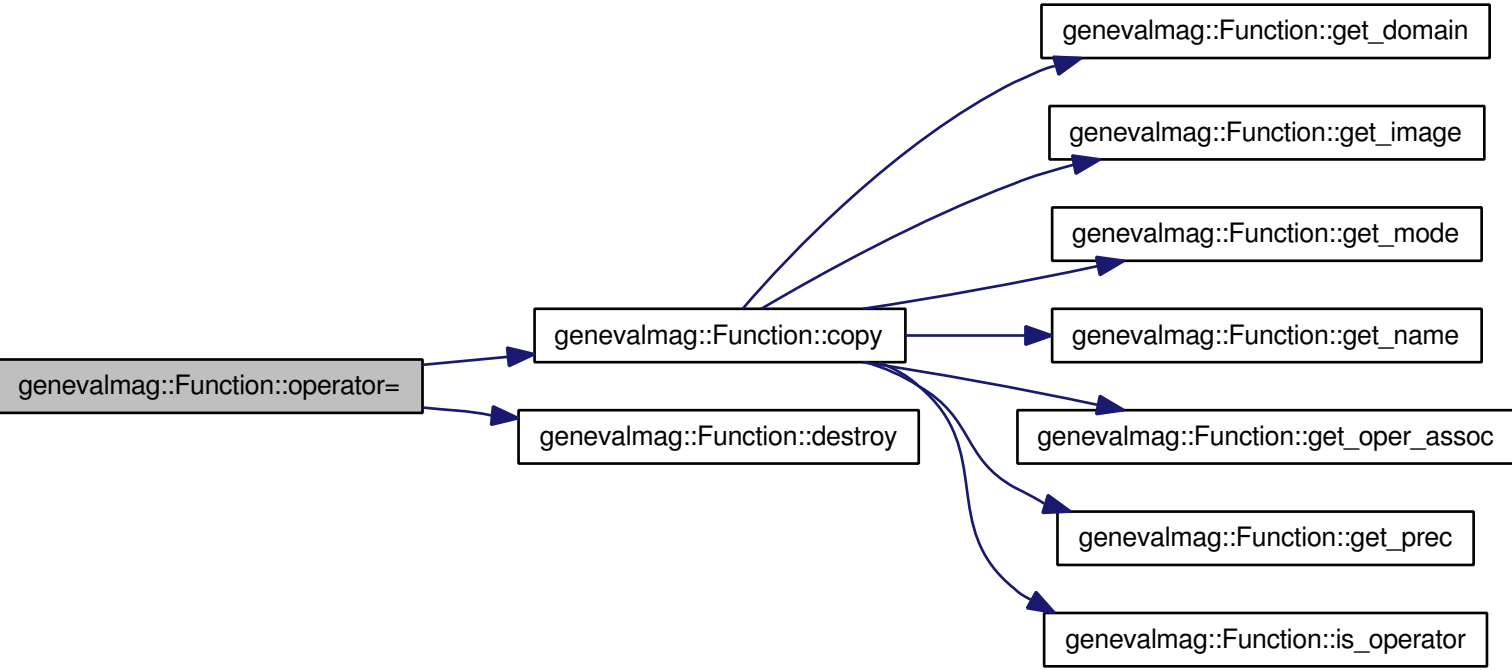 genevalmag::Function::get_domain
genevalmag::Function::get_image
genevalmag::Function::get_mode
genevalmag::Function::copy
genevalmag::Function::get_name
genevalmag::Function::operator=
genevalmag::Function::destroy
genevalmag::Function::get_oper_assoc
genevalmag::Function::get_prec
genevalmag::Function::is_operator